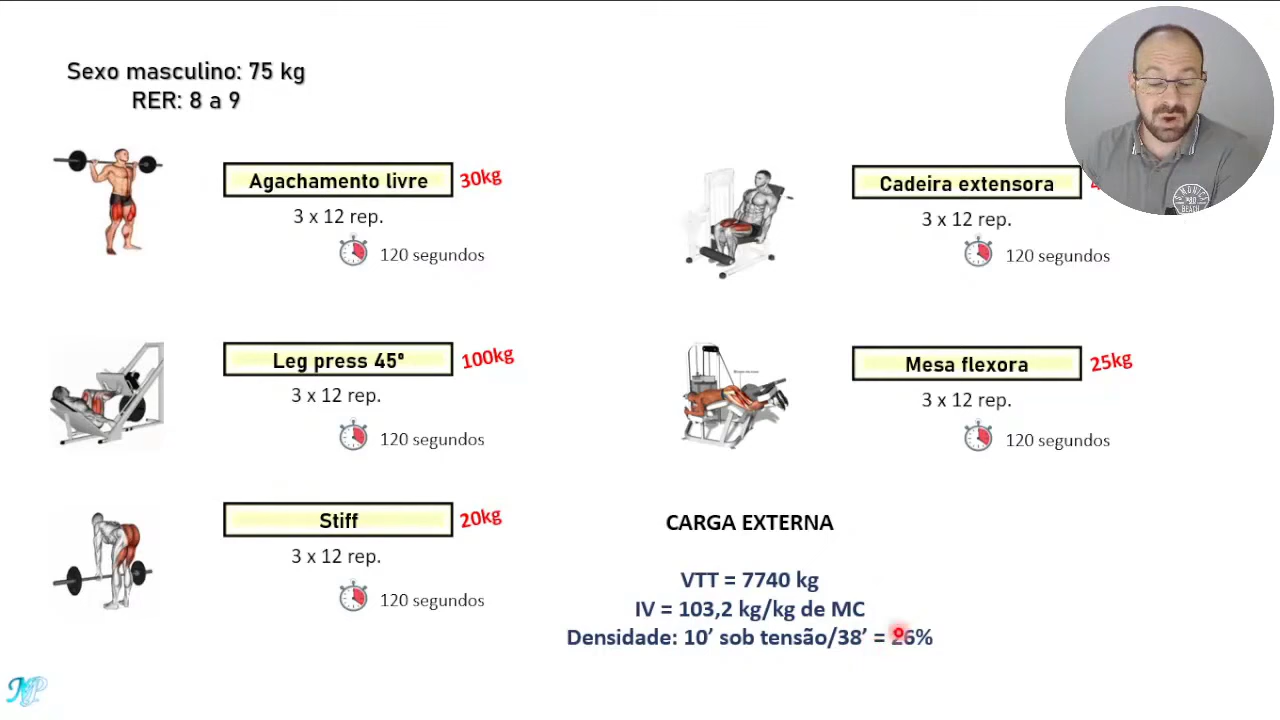 Sexo masculino: 75 kg
RER: 8 a 9
Agachamento livre
30kg
3 x 12 rep.
120 segundos
Cadeira extensora
3 x 12 rep.
120 segundos
Leg press 45º
100kg
3 x 12 rep.
120 segundos
Mesa flexora
25kg
3 x 12 rep.
120 segundos
Stiff
20kg
3 x 12 rep.
120 segundos
CARGA EXTERNA
VTT = 7740 kg
IV = 103,2 kg/kg de MC
Densidade: 10’ sob tensão/38’ = 26%